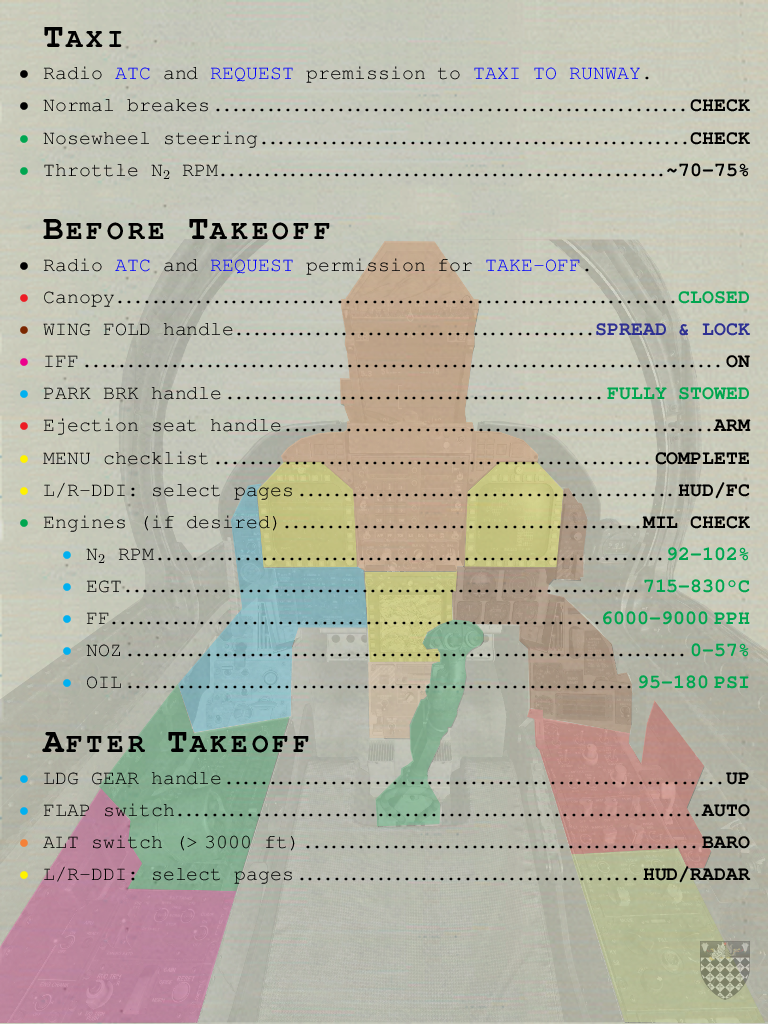 TAXI
• Radio ATC and REQUEST premission to TAXI TO RUNWAY.
• Normal breakes........................................CHECK
• Nosewheel steering....................................CHECK
• Throttle N₂ RPM.......................................~70-75%
BEFORE TAKEOFF
• Radio ATC and REQUEST permission for TAKE-OFF.
• Canopy................................................CLOSED
• WING FOLD handle...............................SPREAD & LOCK
• IFF.......................................................ON
• PARK BRK handle.................................FULLY STOWED
• Ejection seat handle.....................................ARM
• MENU checklist......................................COMPLETE
• L/R-DDI: select pages.................................HUD/FC
• Engines (if desired)...............................MIL CHECK
• N₂ RPM............................................92-102%
• EGT.............................................715-830°C
• FF..........................................6000-9000 PPH
• NOZ.................................................0-57%
• OIL............................................95-180 PSI
AFTER TAKEOFF
• LDG GEAR handle...........................................UP
• FLAP switch.............................................AUTO
• ALT switch (> 3000 ft)..................................BARO
• L/R-DDI: select pages..............................HUD/RADAR